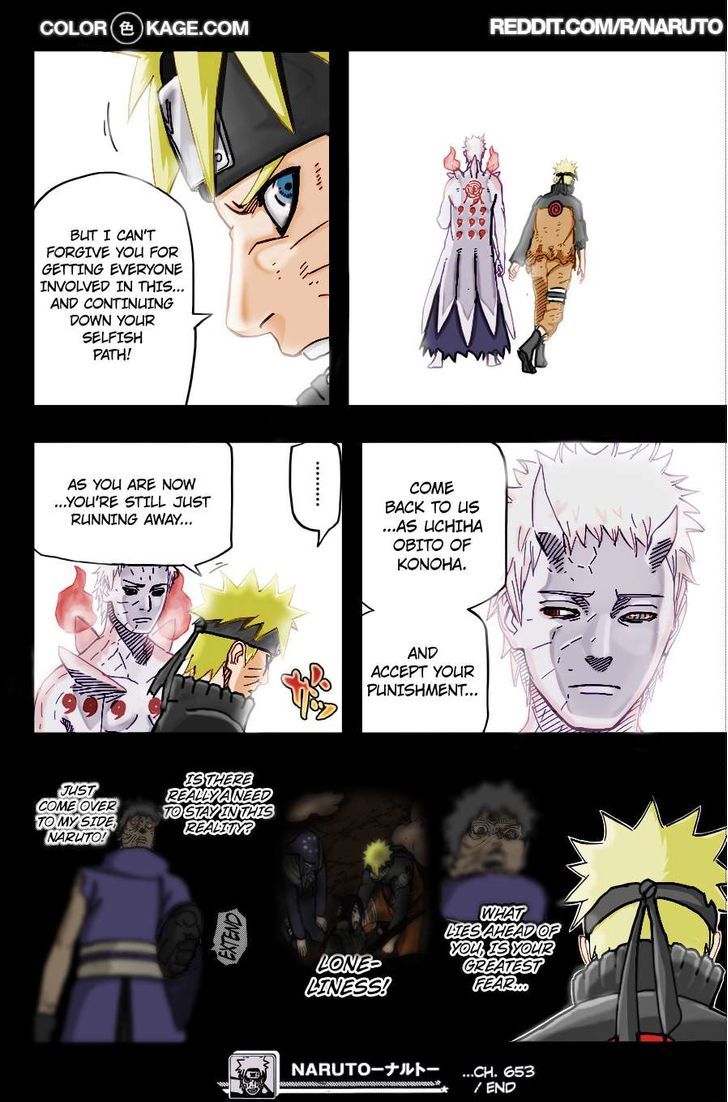 COLOR 色 KAGE.COM
REDDIT.COM/R/NARUTO
BUT I CAN'T
FORGIVE YOU FOR
GETTING EVERYONE
INVOLVED IN THIS...
AND CONTINUING
DOWN YOUR
SELFISH
PATH!
COME
BACK TO US
...AS UCHIHA
OBITO OF
KONOHA.
AND
ACCEPT YOUR
PUNISHMENT...
.........
AS YOU ARE NOW
...YOU'RE STILL JUST
RUNNING AWAY...
ガッ
JUST
COME OVER
TO MY SIDE,
NARUTO!
IS THERE
REALLY A NEED
TO STAY IN THIS
REALITY?
EXTEND
LONE-
LINESS!
WHAT
LIES AHEAD OF
YOU, IS YOUR
GREATEST
FEAR...
NARUTO—ナルト—
...CH. 653
/ END